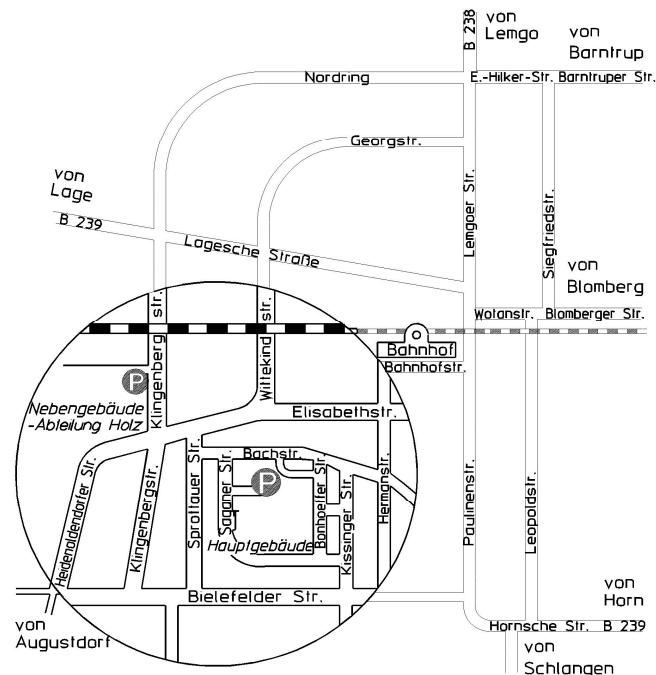 B 238
von
Lemgo
von
Barntrup
Nordring
E.-Hilker-Str.
Barntruper Str.
Georgstr.
von
Lage
B 239
Lagesche Straße
Lemgoer Str.
Siegfriedstr.
von
Blomberg
Wotanstr.
Blomberger Str.
Klingenberg str.
Wittekind str.
Bahnhof
Bahnhofstr.
P
Nebengebäude
-Abteilung Holz
Elisabethstr.
Bachstr.
P
Heidenoldendorfer Str.
Klingenbergstr.
Sprottauer Str.
Saganer Str.
Hauptgebäude
Bonhoeffer Str.
Kissinger Str.
Hermanstr.
Paulinenstr.
Leopoldstr.
Bielefelder Str.
von
Augustdorf
von
Horn
Hornsche Str. B 239
von
Schlangen